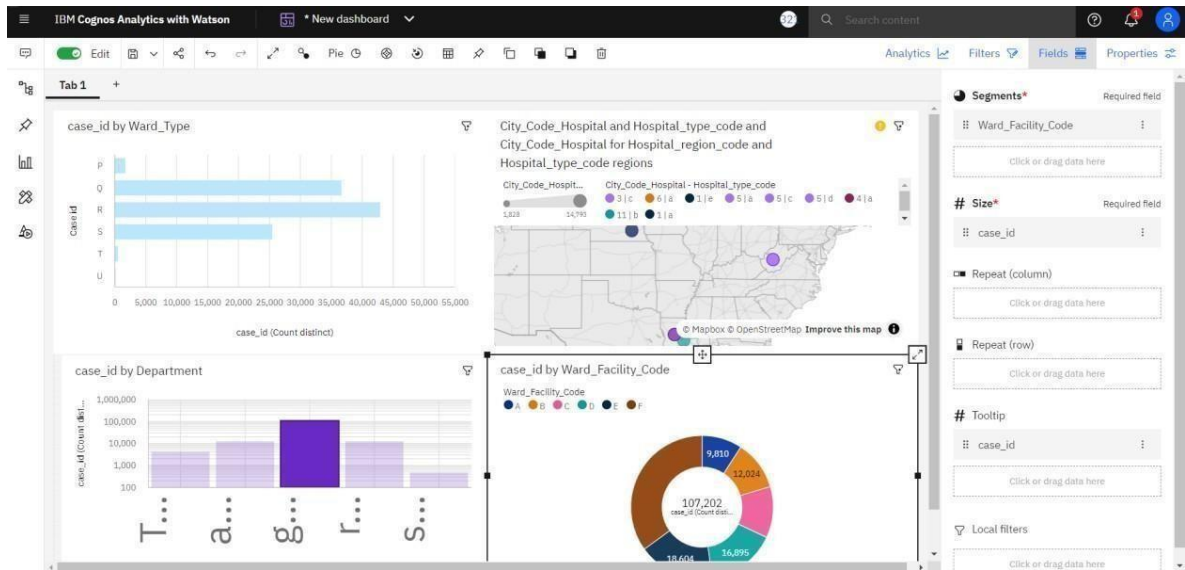 IBM Cognos Analytics with Watson
* New dashboard
Search content
Edit
Pie
Analytics
Filters
Fields
Properties
Tab 1
+
case_id by Ward_Type
Case id
P
Q
R
S
T
U
0 5,000 10,000 15,000 20,000 25,000 30,000 35,000 40,000 45,000 50,000 55,000
case_id (Count distinct)
City_Code_Hospital and Hospital_type_code and
City_Code_Hospital for Hospital_region_code and
Hospital_type_code regions
City_Code_Hospit...
1,828 14,793
City_Code_Hospital - Hospital_type_code
3|c 6|a 1|e 5|a 5|c 5|d 4|a
11|b 1|a
© Mapbox © OpenStreetMap Improve this map
case_id by Department
case_id (Count dist...
1,000,000
100,000
10,000
1,000
100
T...
a...
g...
r...
s...
case_id by Ward_Facility_Code
Ward_Facility_Code
A B C D E F
9,810
12,024
107,202
case_id (Count disti...
16,895
18,604
Segments* Required field
Ward_Facility_Code
Click or drag data here
# Size* Required field
case_id
Repeat (column)
Click or drag data here
Repeat (row)
Click or drag data here
# Tooltip
case_id
Click or drag data here
Local filters
Click or drag data here